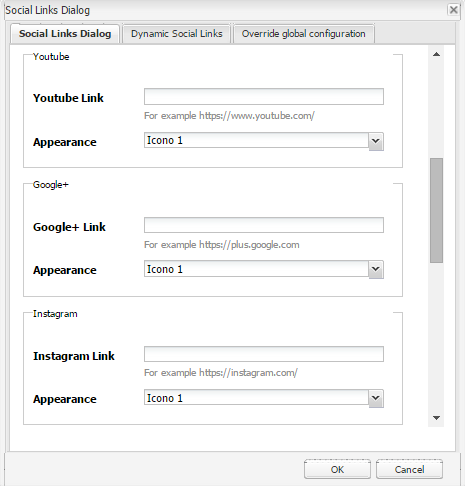 Social Links Dialog
Social Links Dialog Dynamic Social Links Override global configuration
Youtube
Youtube Link
For example https://www.youtube.com/
Appearance Icono 1
Google+
Google+ Link
For example https://plus.google.com
Appearance Icono 1
Instagram
Instagram Link
For example https://instagram.com/
Appearance Icono 1
OK Cancel